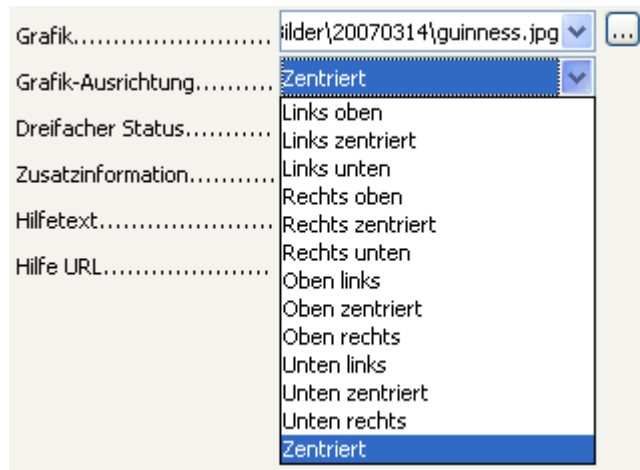 Grafik........................ ilder\20070314\guinness.jpg ...
Grafik-Ausrichtung.......... Zentriert
Links oben
Dreifacher Status...........
Links zentriert
Links unten
Zusatzinformation...........
Rechts oben
Hilfetext......................
Rechts zentriert
Rechts unten
Hilfe URL.....................
Oben links
Oben zentriert
Oben rechts
Unten links
Unten zentriert
Unten rechts
Zentriert